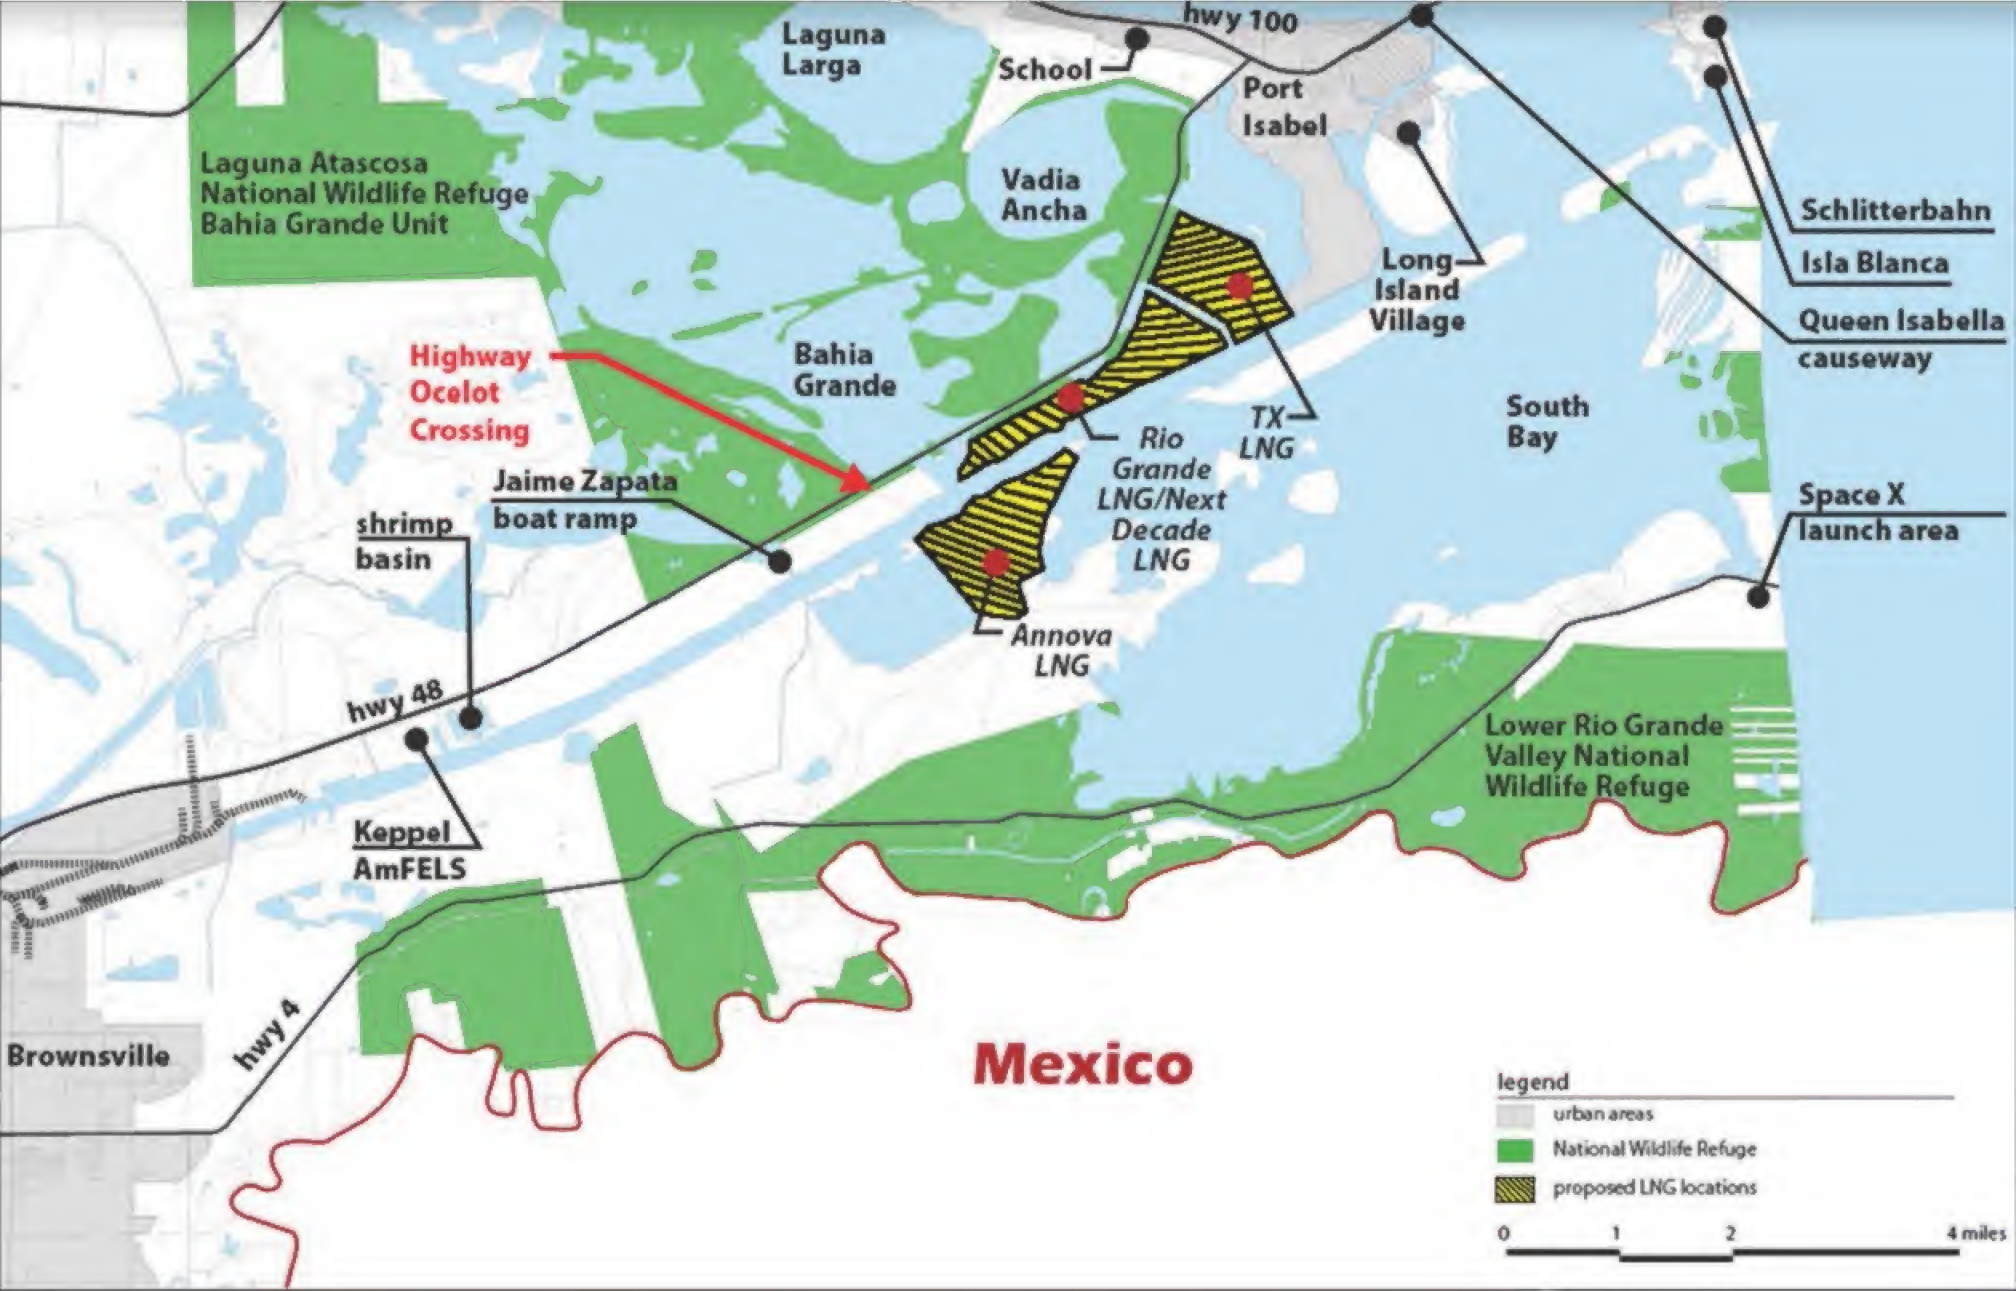 hwy 100
Laguna
Larga
School
Port
Isabel
Laguna Atascosa
National Wildlife Refuge
Bahia Grande Unit
Vadia
Ancha
Schlitterbahn
Isla Blanca
Queen Isabella
causeway
Long
Island
Village
Highway
Ocelot
Crossing
Bahia
Grande
TX
LNG
South
Bay
Rio
Grande
LNG/Next
Decade
LNG
Jaime Zapata
boat ramp
shrimp
basin
Space X
launch area
Annova
LNG
hwy 48
Lower Rio Grande
Valley National
Wildlife Refuge
Keppel
AmFELS
hwy 4
Brownsville
Mexico
legend
urban areas
National Wildlife Refuge
proposed LNG locations
0 1 2 4 miles